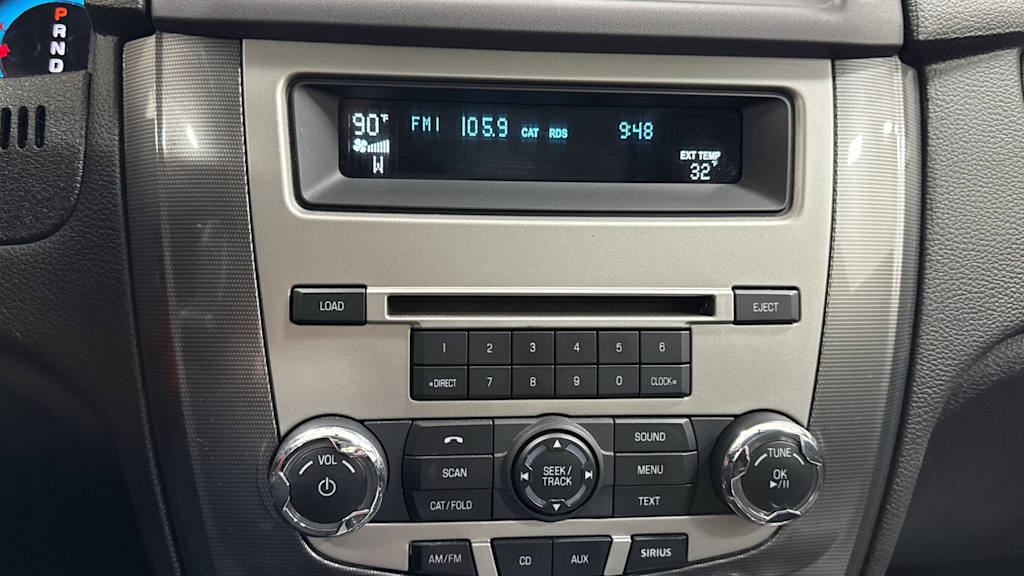 P
R
N
D
90°F
FM1 105.9 CAT RDS 9:48
W
EXT TEMP
32°
LOAD
EJECT
1 2 3 4 5 6
*DIRECT 7 8 9 0 CLOCK#
VOL
SCAN
CAT/FOLD
SEEK/
TRACK
SOUND
MENU
TEXT
TUNE
OK
AM/FM
CD
AUX
SIRIUS